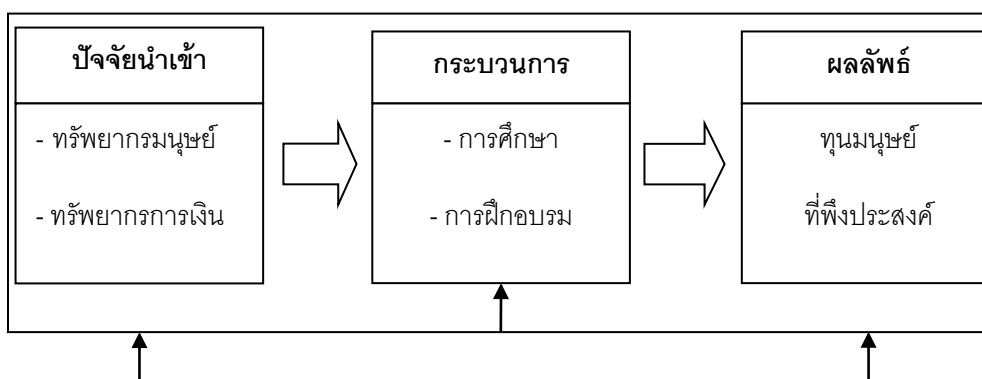 ปัจจัยนำเข้า
- ทรัพยากรมนุษย์
- ทรัพยากรการเงิน
กระบวนการ
- การศึกษา
- การฝึกอบรม
ผลลัพธ์
ทุนมนุษย์
ที่พึงประสงค์